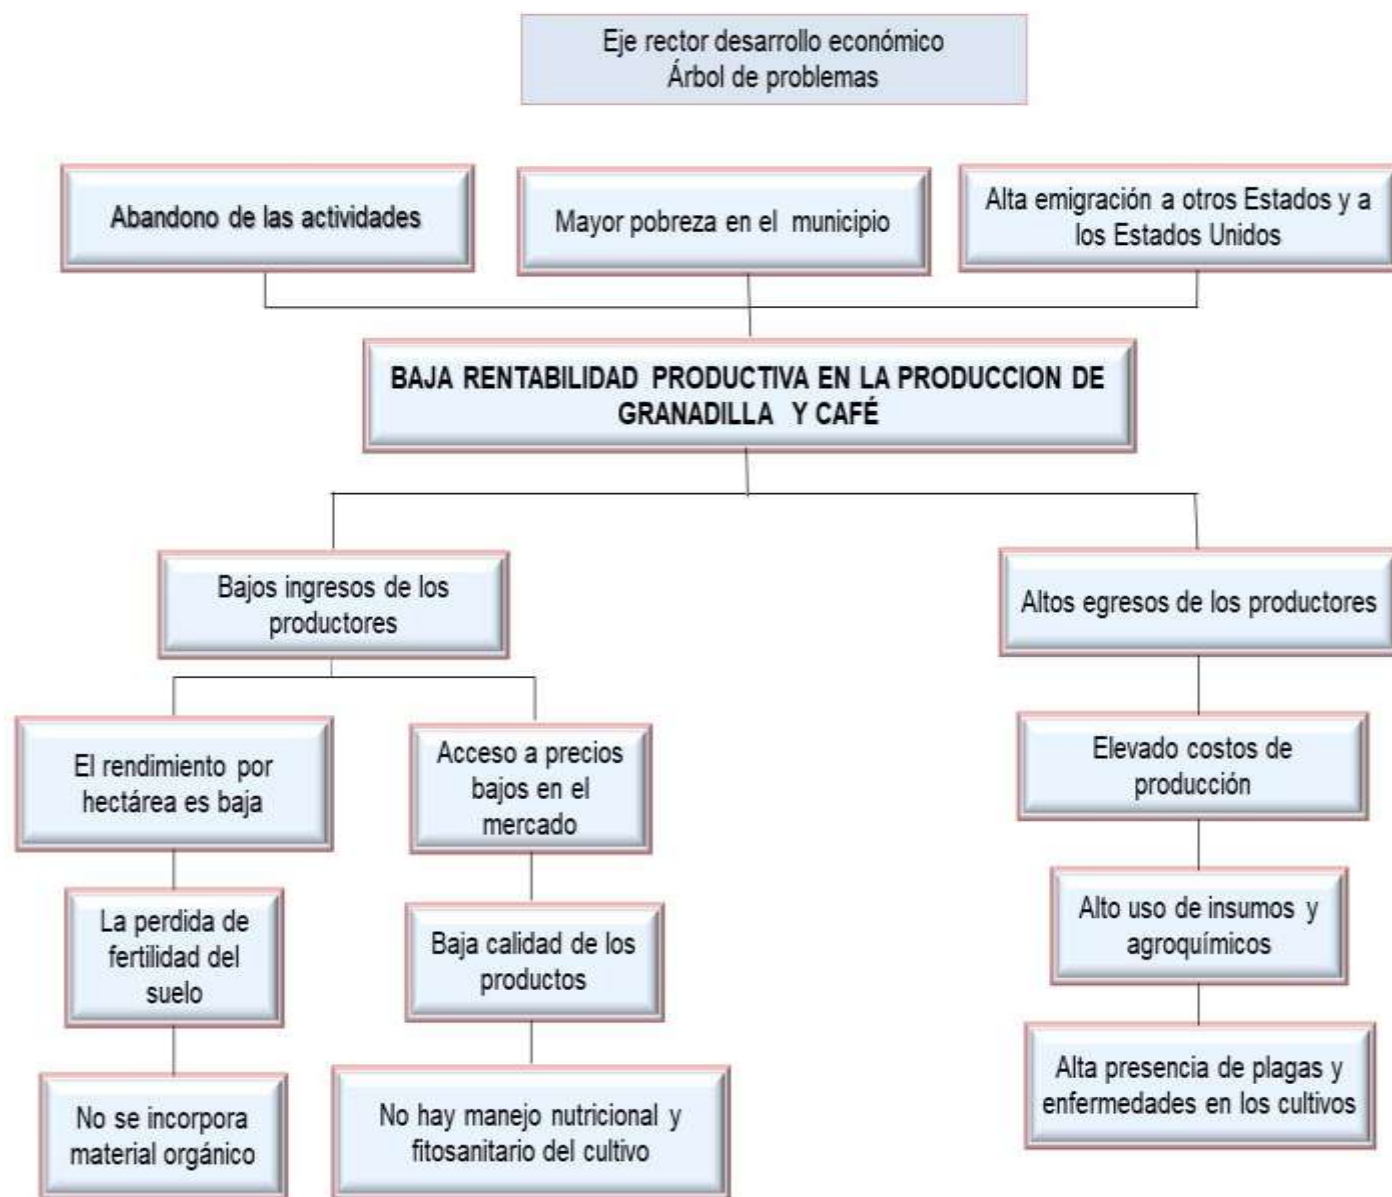 Eje rector desarrollo económico
Árbol de problemas
Abandono de las actividades
Mayor pobreza en el municipio
Alta emigración a otros Estados y a
los Estados Unidos
BAJA RENTABILIDAD PRODUCTIVA EN LA PRODUCCION DE
GRANADILLA Y CAFÉ
Bajos ingresos de los
productores
Altos egresos de los productores
El rendimiento por
hectárea es baja
Acceso a precios
bajos en el
mercado
Elevado costos de
producción
La perdida de
fertilidad del
suelo
Baja calidad de los
productos
Alto uso de insumos y
agroquímicos
No se incorpora
material orgánico
No hay manejo nutricional y
fitosanitario del cultivo
Alta presencia de plagas y
enfermedades en los cultivos